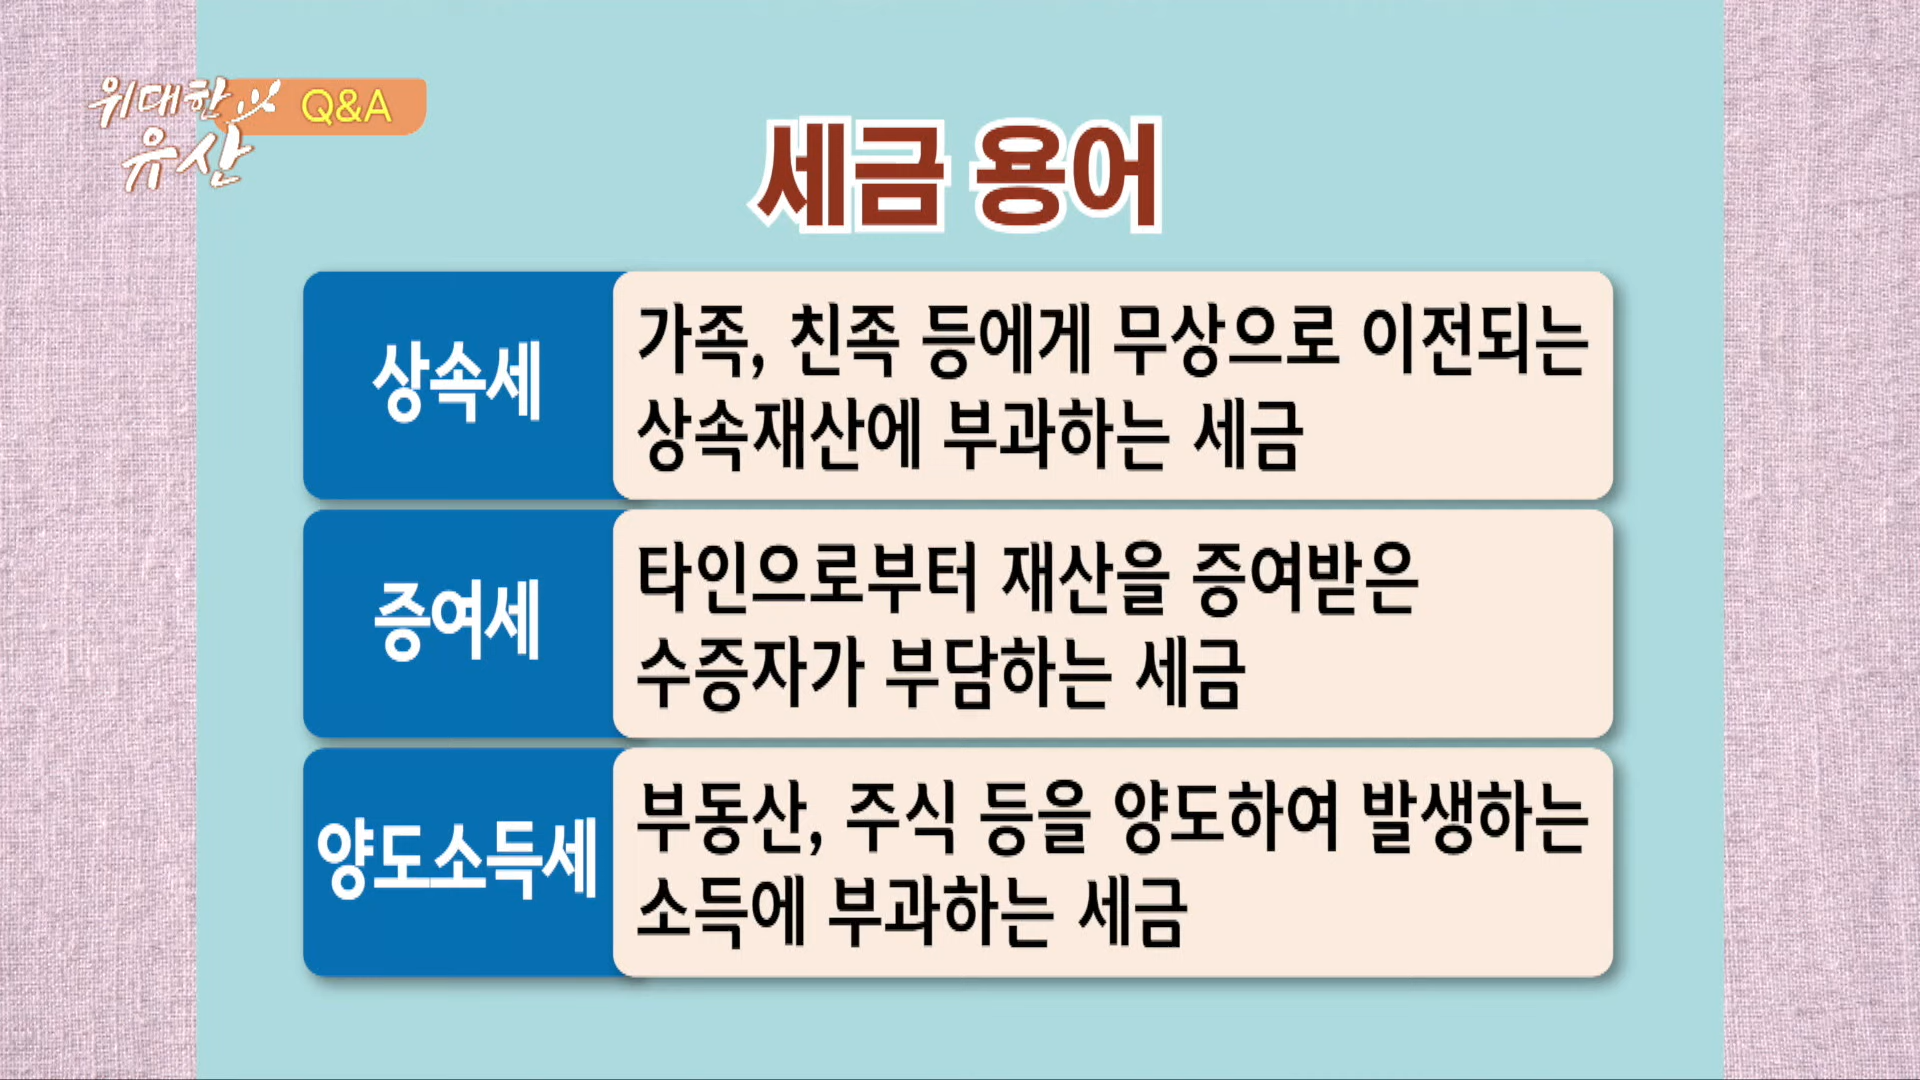 위대한
유산
Q&A
세금 용어
상속세
가족, 친족 등에게 무상으로 이전되는
상속재산에 부과하는 세금
증여세
타인으로부터 재산을 증여받은
수증자가 부담하는 세금
양도소득세
부동산, 주식 등을 양도하여 발생하는
소득에 부과하는 세금